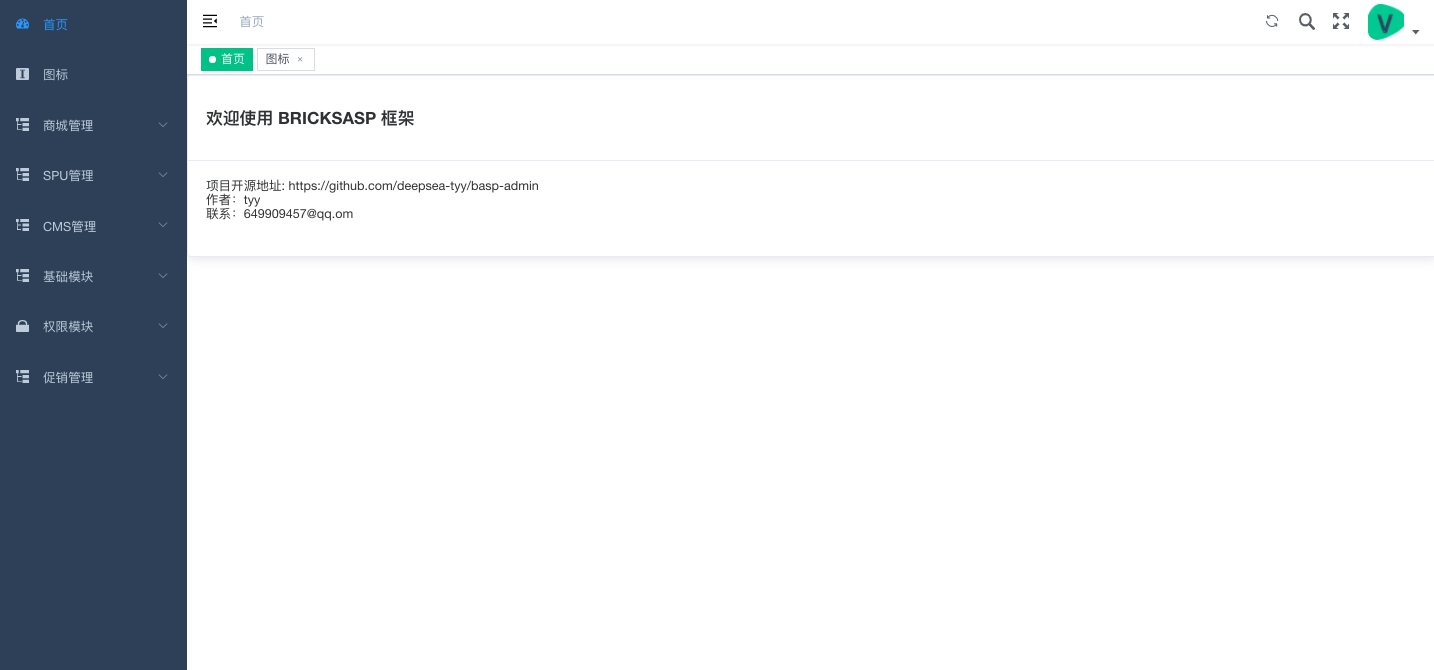 首页
图标
商城管理
SPU管理
CMS管理
基础模块
权限模块
促销管理
首页
首页
图标 ×
欢迎使用 BRICKSASP 框架
项目开源地址: https://github.com/deepsea-tyy/basp-admin
作者：tyy
联系：649909457@qq.om
V